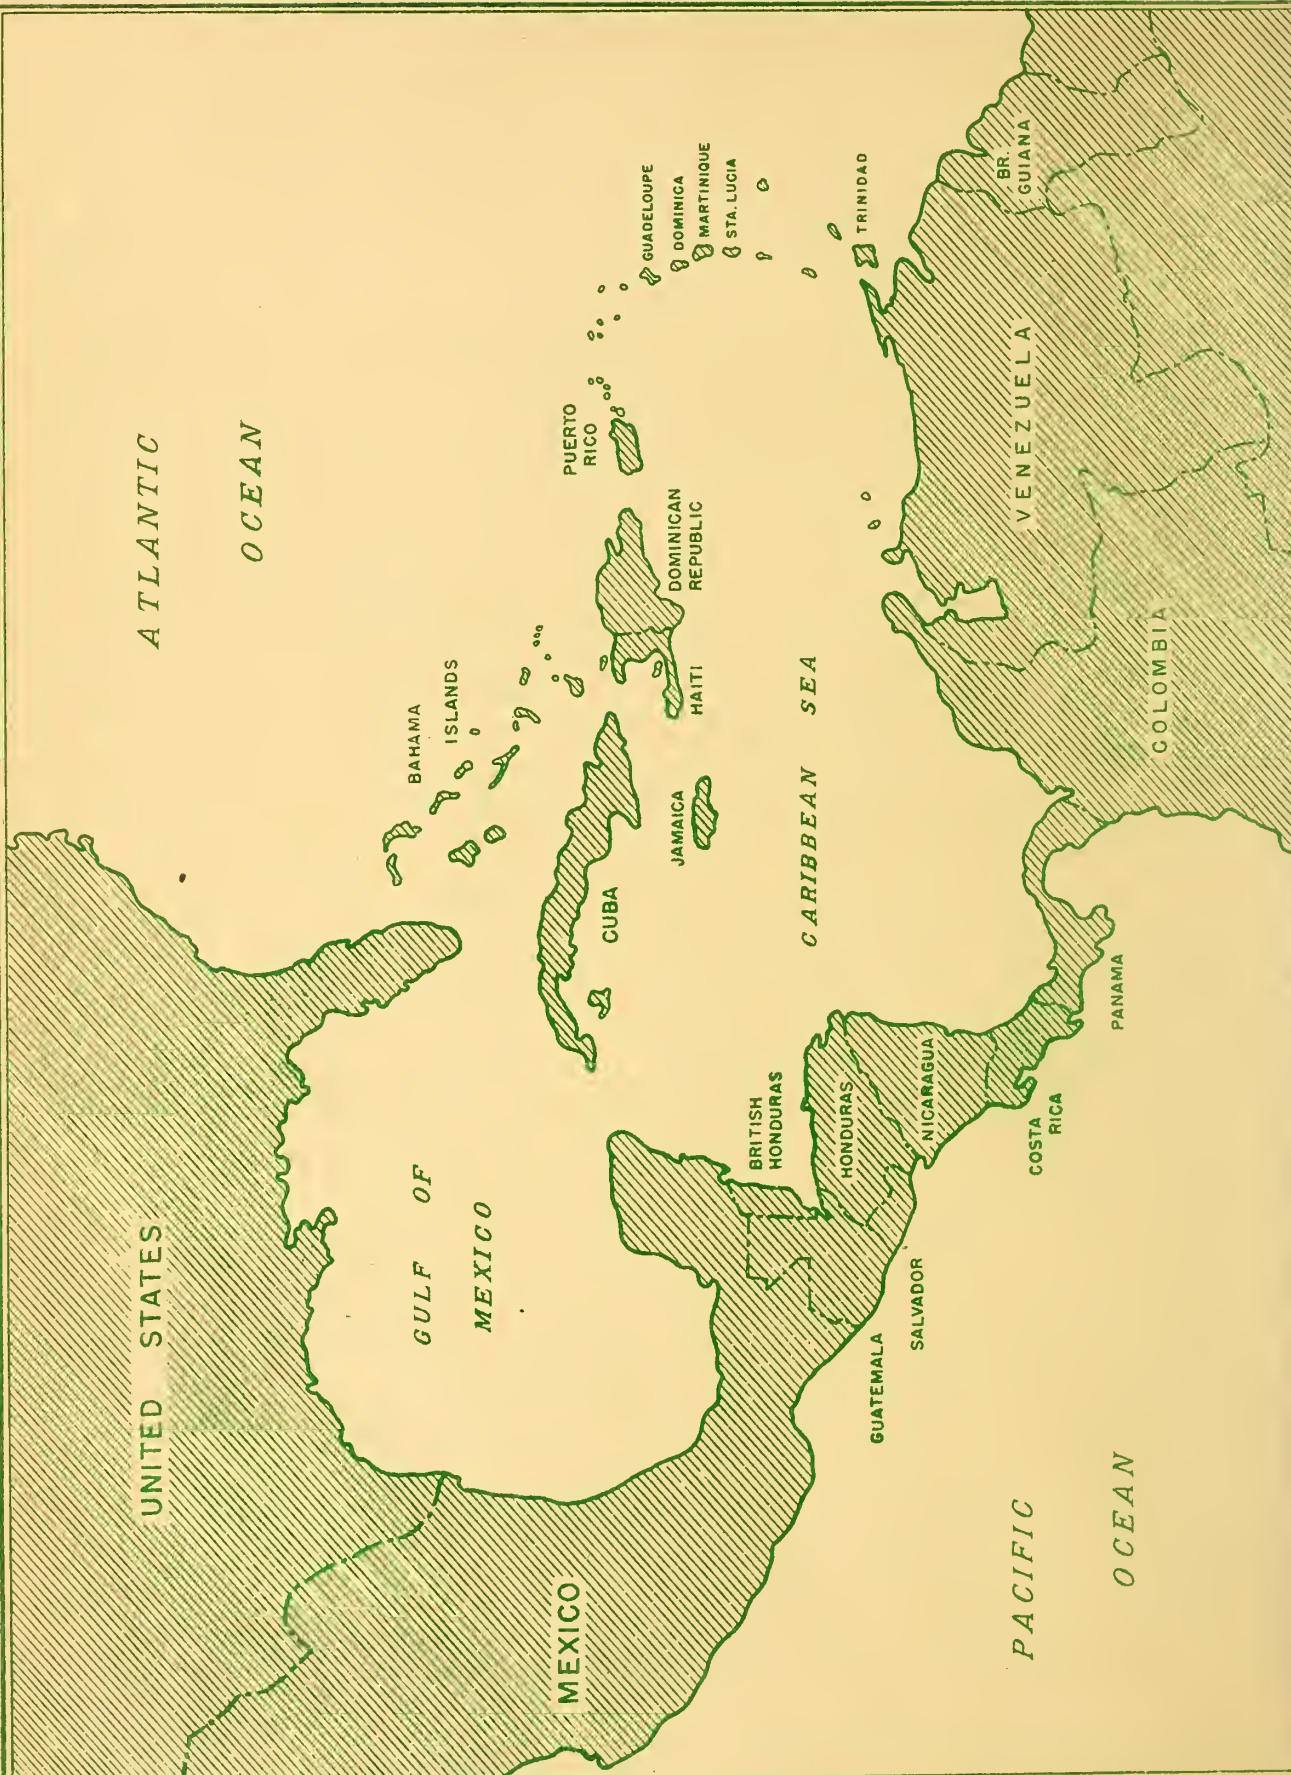 UNITED STATES
ATLANTIC
OCEAN
GULF OF
MEXICO
BAHAMA
ISLANDS
MEXICO
CUBA
JAMAICA
HAITI
DOMINICAN
REPUBLIC
PUERTO
RICO
GUADELOUPE
DOMINICA
MARTINIQUE
STA. LUCIA
TRINIDAD
CARIBBEAN SEA
BRITISH
HONDURAS
HONDURAS
GUATEMALA
SALVADOR
NICARAGUA
COSTA
RICA
PANAMA
COLOMBIA
VENEZUELA
BR.
GUIANA
PACIFIC
OCEAN